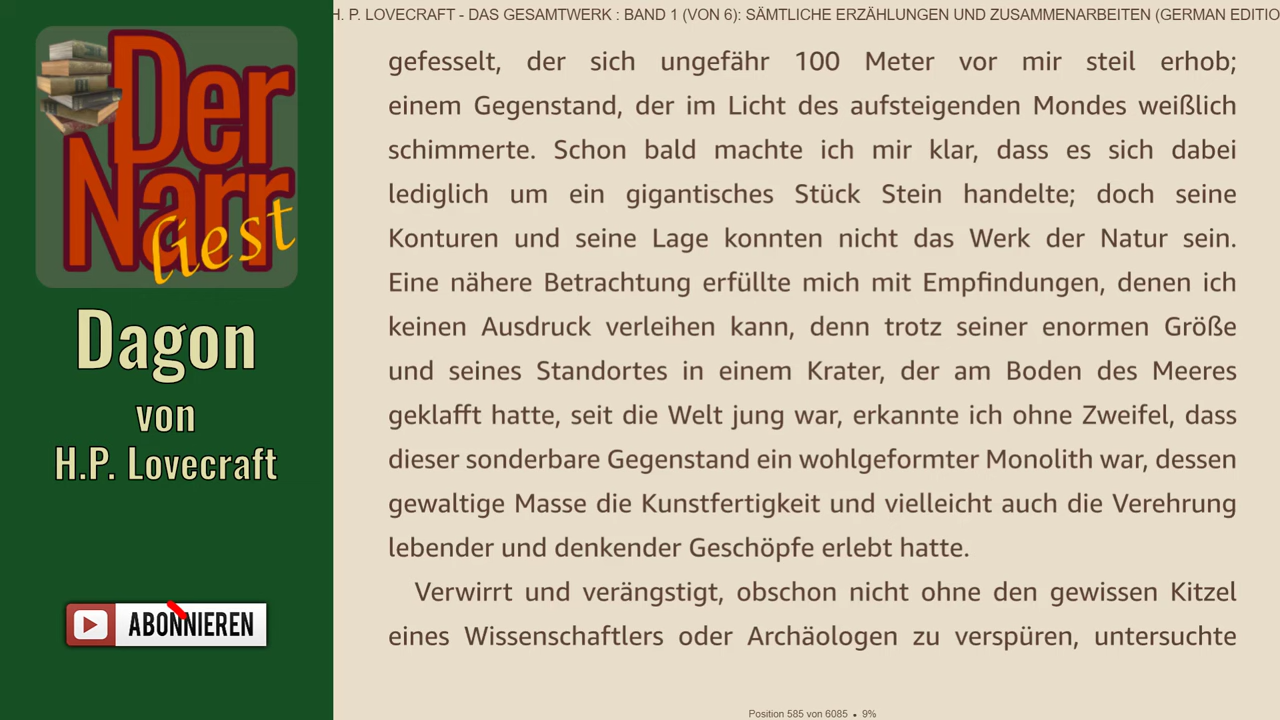 H. P. LOVECRAFT - DAS GESAMTWERK : BAND 1 (VON 6): SÄMTLICHE ERZÄHLUNGEN UND ZUSAMMENARBEITEN (GERMAN EDITIO
Der
Narr
liest
Dagon
von
H.P. Lovecraft
ABONNIEREN
gefesselt, der sich ungefähr 100 Meter vor mir steil erhob;
einem Gegenstand, der im Licht des aufsteigenden Mondes weißlich
schimmerte. Schon bald machte ich mir klar, dass es sich dabei
lediglich um ein gigantisches Stück Stein handelte; doch seine
Konturen und seine Lage konnten nicht das Werk der Natur sein.
Eine nähere Betrachtung erfüllte mich mit Empfindungen, denen ich
keinen Ausdruck verleihen kann, denn trotz seiner enormen Größe
und seines Standortes in einem Krater, der am Boden des Meeres
geklafft hatte, seit die Welt jung war, erkannte ich ohne Zweifel, dass
dieser sonderbare Gegenstand ein wohlgeformter Monolith war, dessen
gewaltige Masse die Kunstfertigkeit und vielleicht auch die Verehrung
lebender und denkender Geschöpfe erlebt hatte.
Verwirrt und verängstigt, obschon nicht ohne den gewissen Kitzel
eines Wissenschaftlers oder Archäologen zu verspüren, untersuchte
Position 585 von 6085 • 9%